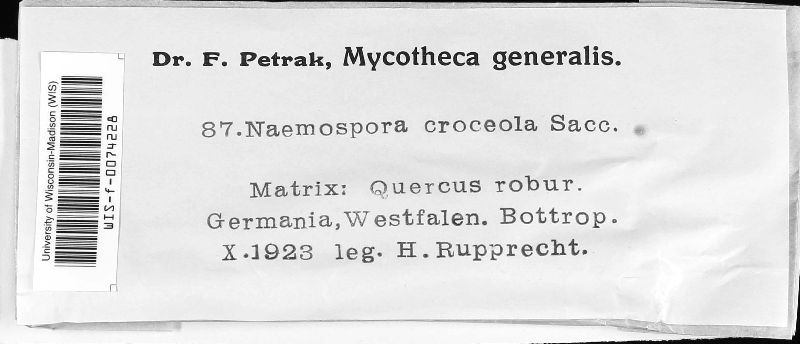 Dr. F. Petrak, Mycotheca generalis.
87.Naemospora croceola Sacc.
Matrix: Quercus robur.
Germania,Westfalen. Bottrop.
X.1923 leg. H.Rupprecht.
University of Wisconsin-Madison (WIS)
WIS-f-0074228